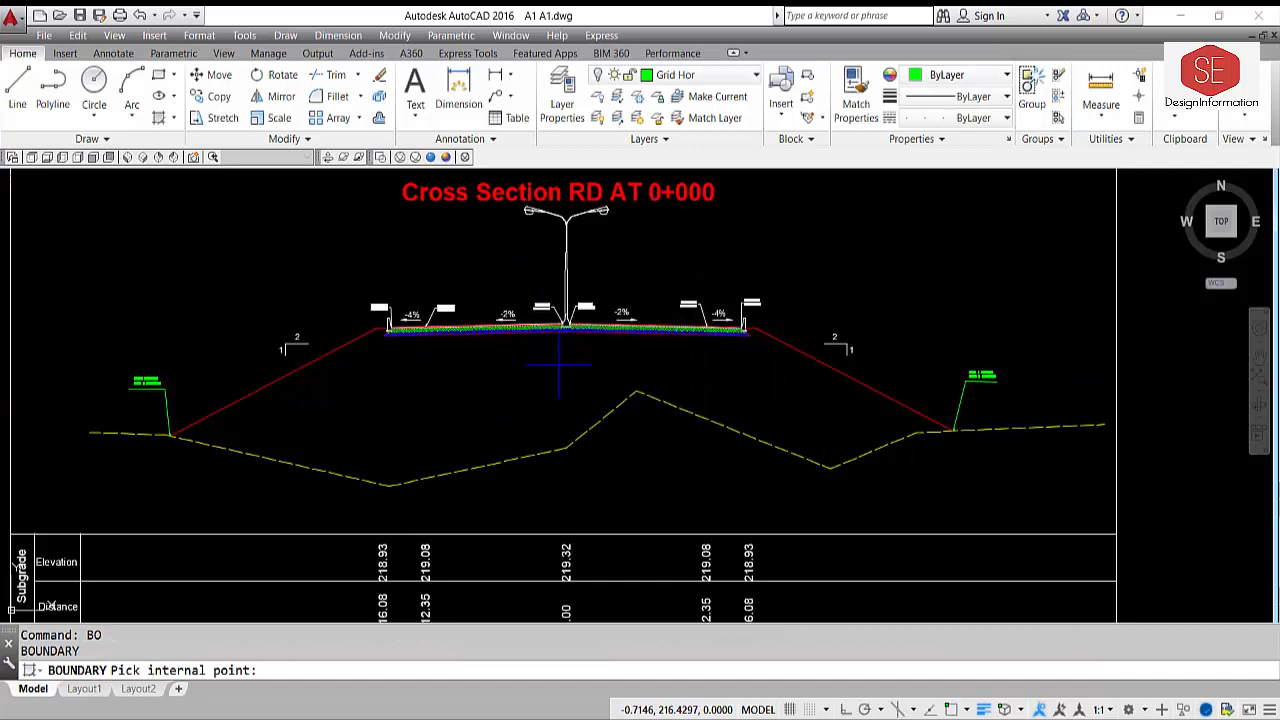 Autodesk AutoCAD 2016 A1 A1.dwg
Type a keyword or phrase
Sign In
File Edit View Insert Format Tools Draw Dimension Modify Parametric Window Help Express
Home Insert Annotate Parametric View Manage Output Add-ins A360 Express Tools Featured Apps BIM 360 Performance
SE
DesignInformation
Line Polyline Circle Arc
Move Rotate Trim
Copy Mirror Fillet
Stretch Scale Array
Text Dimension
Table
Layer Properties
Grid Hor
Make Current
Match Layer
Insert
Match Properties
ByLayer
ByLayer
ByLayer
Group
Measure
Draw Modify Annotation Layers Block Properties Groups Utilities Clipboard View
Cross Section RD AT 0+000
N
W TOP E
S
WCS
-4% -2% -2% -4%
2
1
2
1
Subgrade
Elevation
218.93 219.08 219.32 219.08 218.93
Distance
16.08 12.35 .00 2.35 6.08
Y
X
Command: BO
BOUNDARY
BOUNDARY Pick internal point:
Model Layout1 Layout2 +
-0.7146, 216.4297, 0.0000 MODEL
1:1